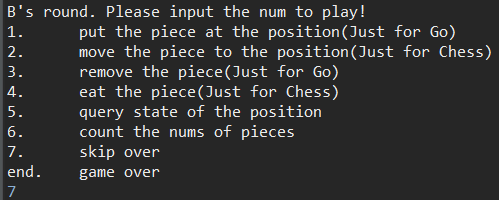 B's round. Please input the num to play!
1. put the piece at the position(Just for Go)
2. move the piece to the position(Just for Chess)
3. remove the piece(Just for Go)
4. eat the piece(Just for Chess)
5. query state of the position
6. count the nums of pieces
7. skip over
end. game over
7